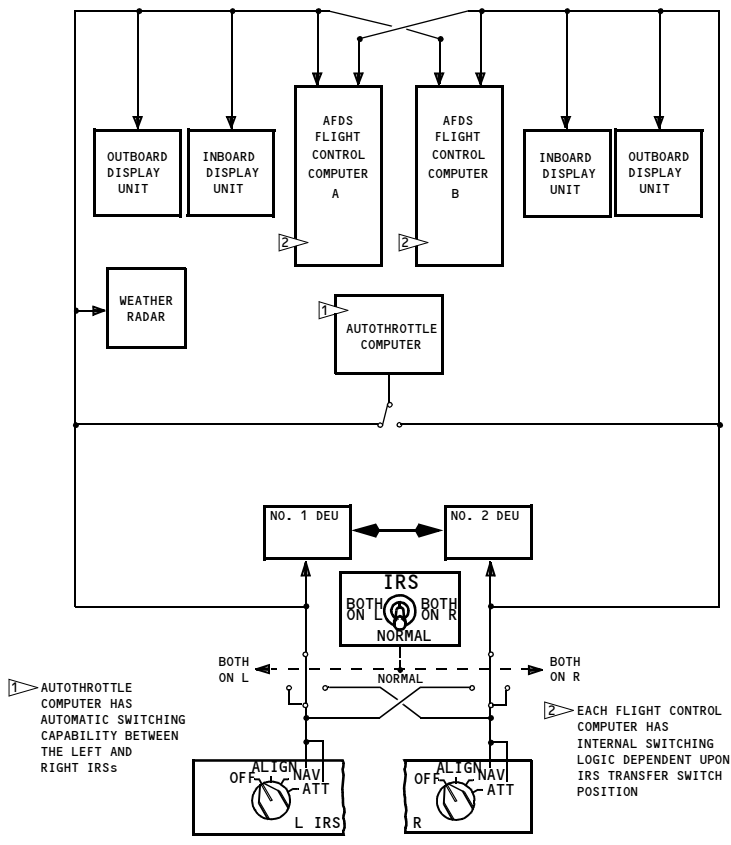 OUTBOARD
DISPLAY
UNIT
INBOARD
DISPLAY
UNIT
AFDS
FLIGHT
CONTROL
COMPUTER
A
2
AFDS
FLIGHT
CONTROL
COMPUTER
B
2
INBOARD
DISPLAY
UNIT
OUTBOARD
DISPLAY
UNIT
WEATHER
RADAR
1
AUTOTHROTTLE
COMPUTER
NO. 1 DEU
NO. 2 DEU
IRS
BOTH
ON L
BOTH
ON R
NORMAL
BOTH
ON L
NORMAL
BOTH
ON R
1 AUTOTHROTTLE
COMPUTER HAS
AUTOMATIC SWITCHING
CAPABILITY BETWEEN
THE LEFT AND
RIGHT IRSs
2 EACH FLIGHT CONTROL
COMPUTER HAS
INTERNAL SWITCHING
LOGIC DEPENDENT UPON
IRS TRANSFER SWITCH
POSITION
OFF
ALIGN
NAV
ATT
L IRS
OFF
ALIGN
NAV
ATT
R